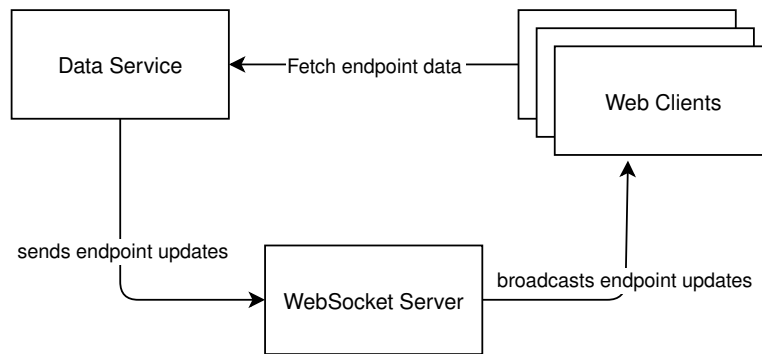 Data Service
Fetch endpoint data
Web Clients
sends endpoint updates
WebSocket Server
broadcasts endpoint updates